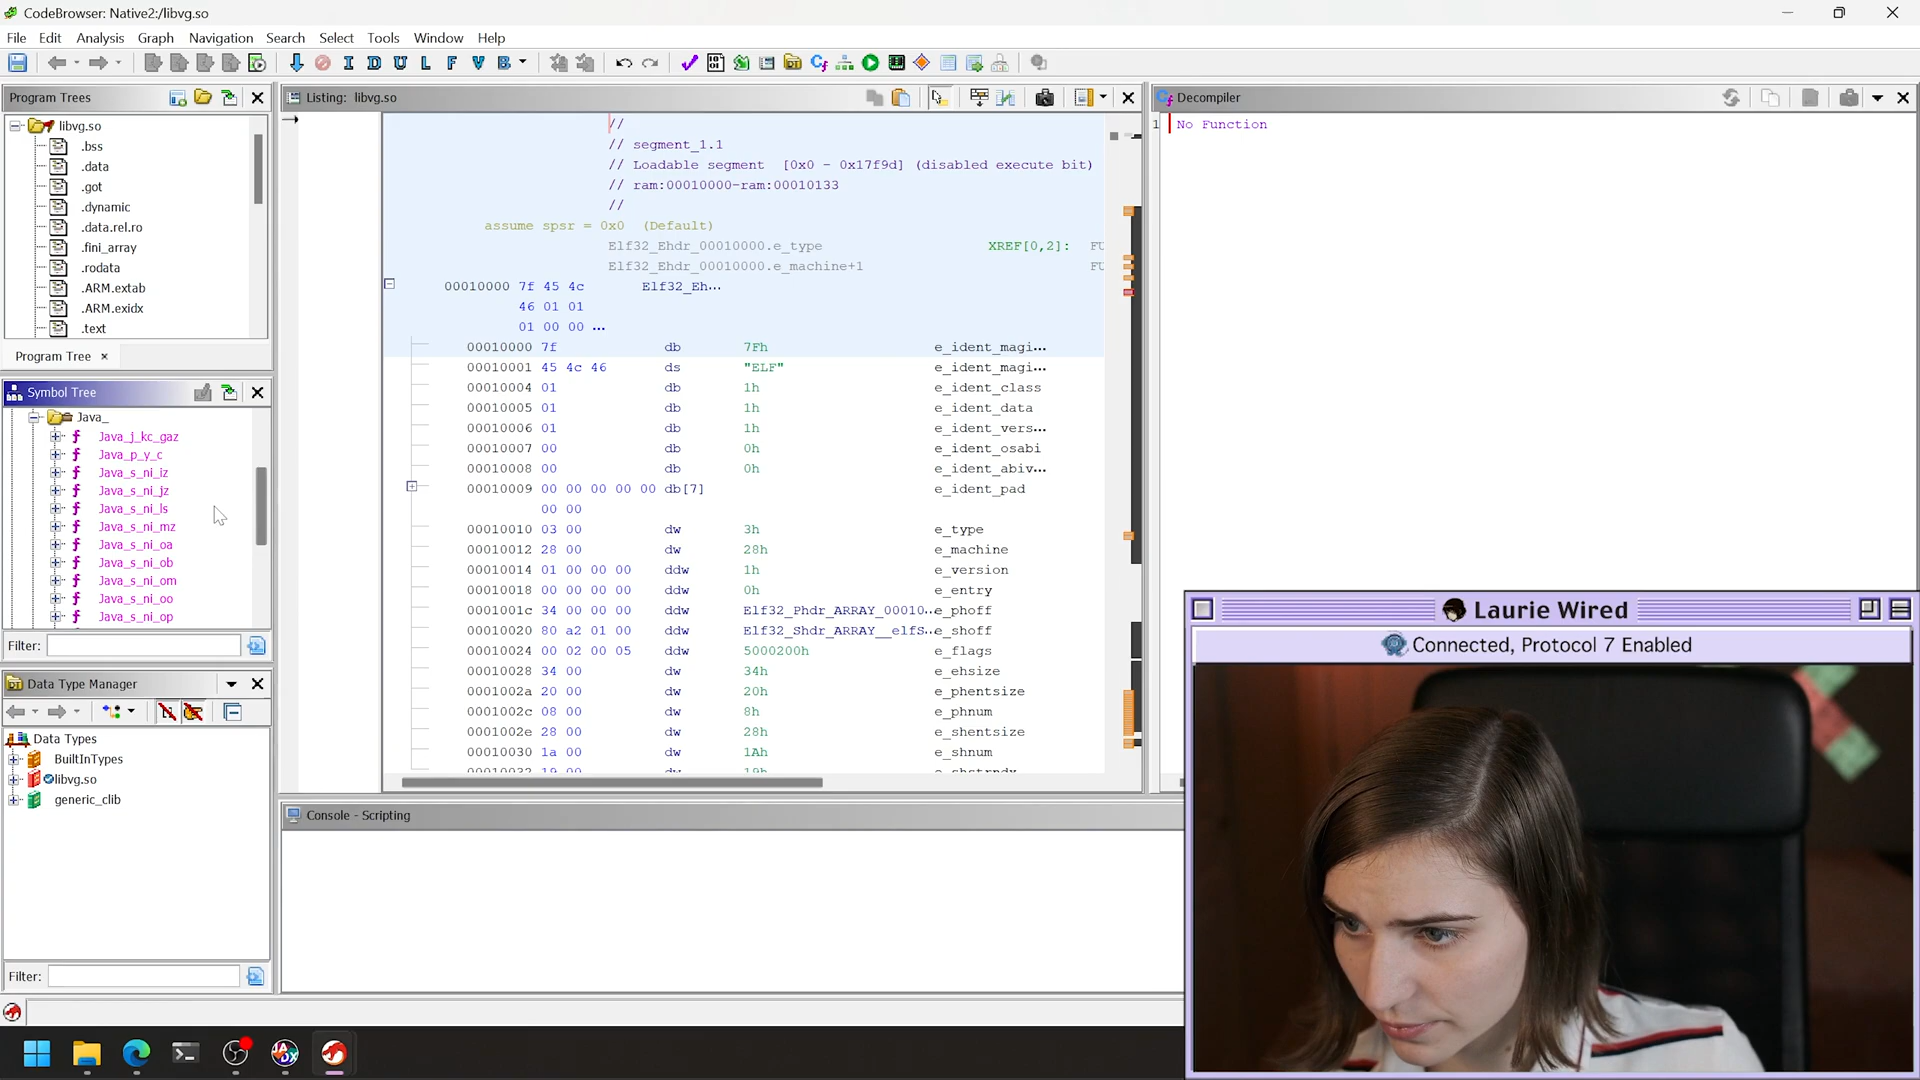 CodeBrowser: Native2:/libvg.so
File Edit Analysis Graph Navigation Search Select Tools Window Help
I D U L F V B
Program Trees
libvg.so
.bss
.data
.got
.dynamic
.data.rel.ro
.fini_array
.rodata
.ARM.extab
.ARM.exidx
.text
Program Tree ×
Symbol Tree
Java_
Java_j_kc_gaz
Java_p_y_c
Java_s_ni_iz
Java_s_ni_jz
Java_s_ni_ls
Java_s_ni_mz
Java_s_ni_oa
Java_s_ni_ob
Java_s_ni_om
Java_s_ni_oo
Java_s_ni_op
Filter:
Data Type Manager
Data Types
BuiltInTypes
libvg.so
generic_clib
Filter:
Listing: libvg.so
//
// segment_1.1
// Loadable segment [0x0 - 0x17f9d] (disabled execute bit)
// ram:00010000-ram:00010133
//
assume spsr = 0x0 (Default)
Elf32_Ehdr_00010000.e_type XREF[0,2]: FU
Elf32_Ehdr_00010000.e_machine+1 FU
00010000 7f 45 4c Elf32_Eh...
46 01 01
01 00 00 ...
00010000 7f db 7Fh e_ident_magi...
00010001 45 4c 46 ds "ELF" e_ident_magi...
00010004 01 db 1h e_ident_class
00010005 01 db 1h e_ident_data
00010006 01 db 1h e_ident_vers...
00010007 00 db 0h e_ident_osabi
00010008 00 db 0h e_ident_abiv...
00010009 00 00 00 00 00 db[7] e_ident_pad
00 00
00010010 03 00 dw 3h e_type
00010012 28 00 dw 28h e_machine
00010014 01 00 00 00 ddw 1h e_version
00010018 00 00 00 00 ddw 0h e_entry
0001001c 34 00 00 00 ddw Elf32_Phdr_ARRAY_00010...e_phoff
00010020 80 a2 01 00 ddw Elf32_Shdr_ARRAY__elfS...e_shoff
00010024 00 02 00 05 ddw 5000200h e_flags
00010028 34 00 dw 34h e_ehsize
0001002a 20 00 dw 20h e_phentsize
0001002c 08 00 dw 8h e_phnum
0001002e 28 00 dw 28h e_shentsize
00010030 1a 00 dw 1Ah e_shnum
00010032 19 00 dw 19h e_shstrndx
Console - Scripting
Decompiler
1 No Function
Laurie Wired
Connected, Protocol 7 Enabled
JADX